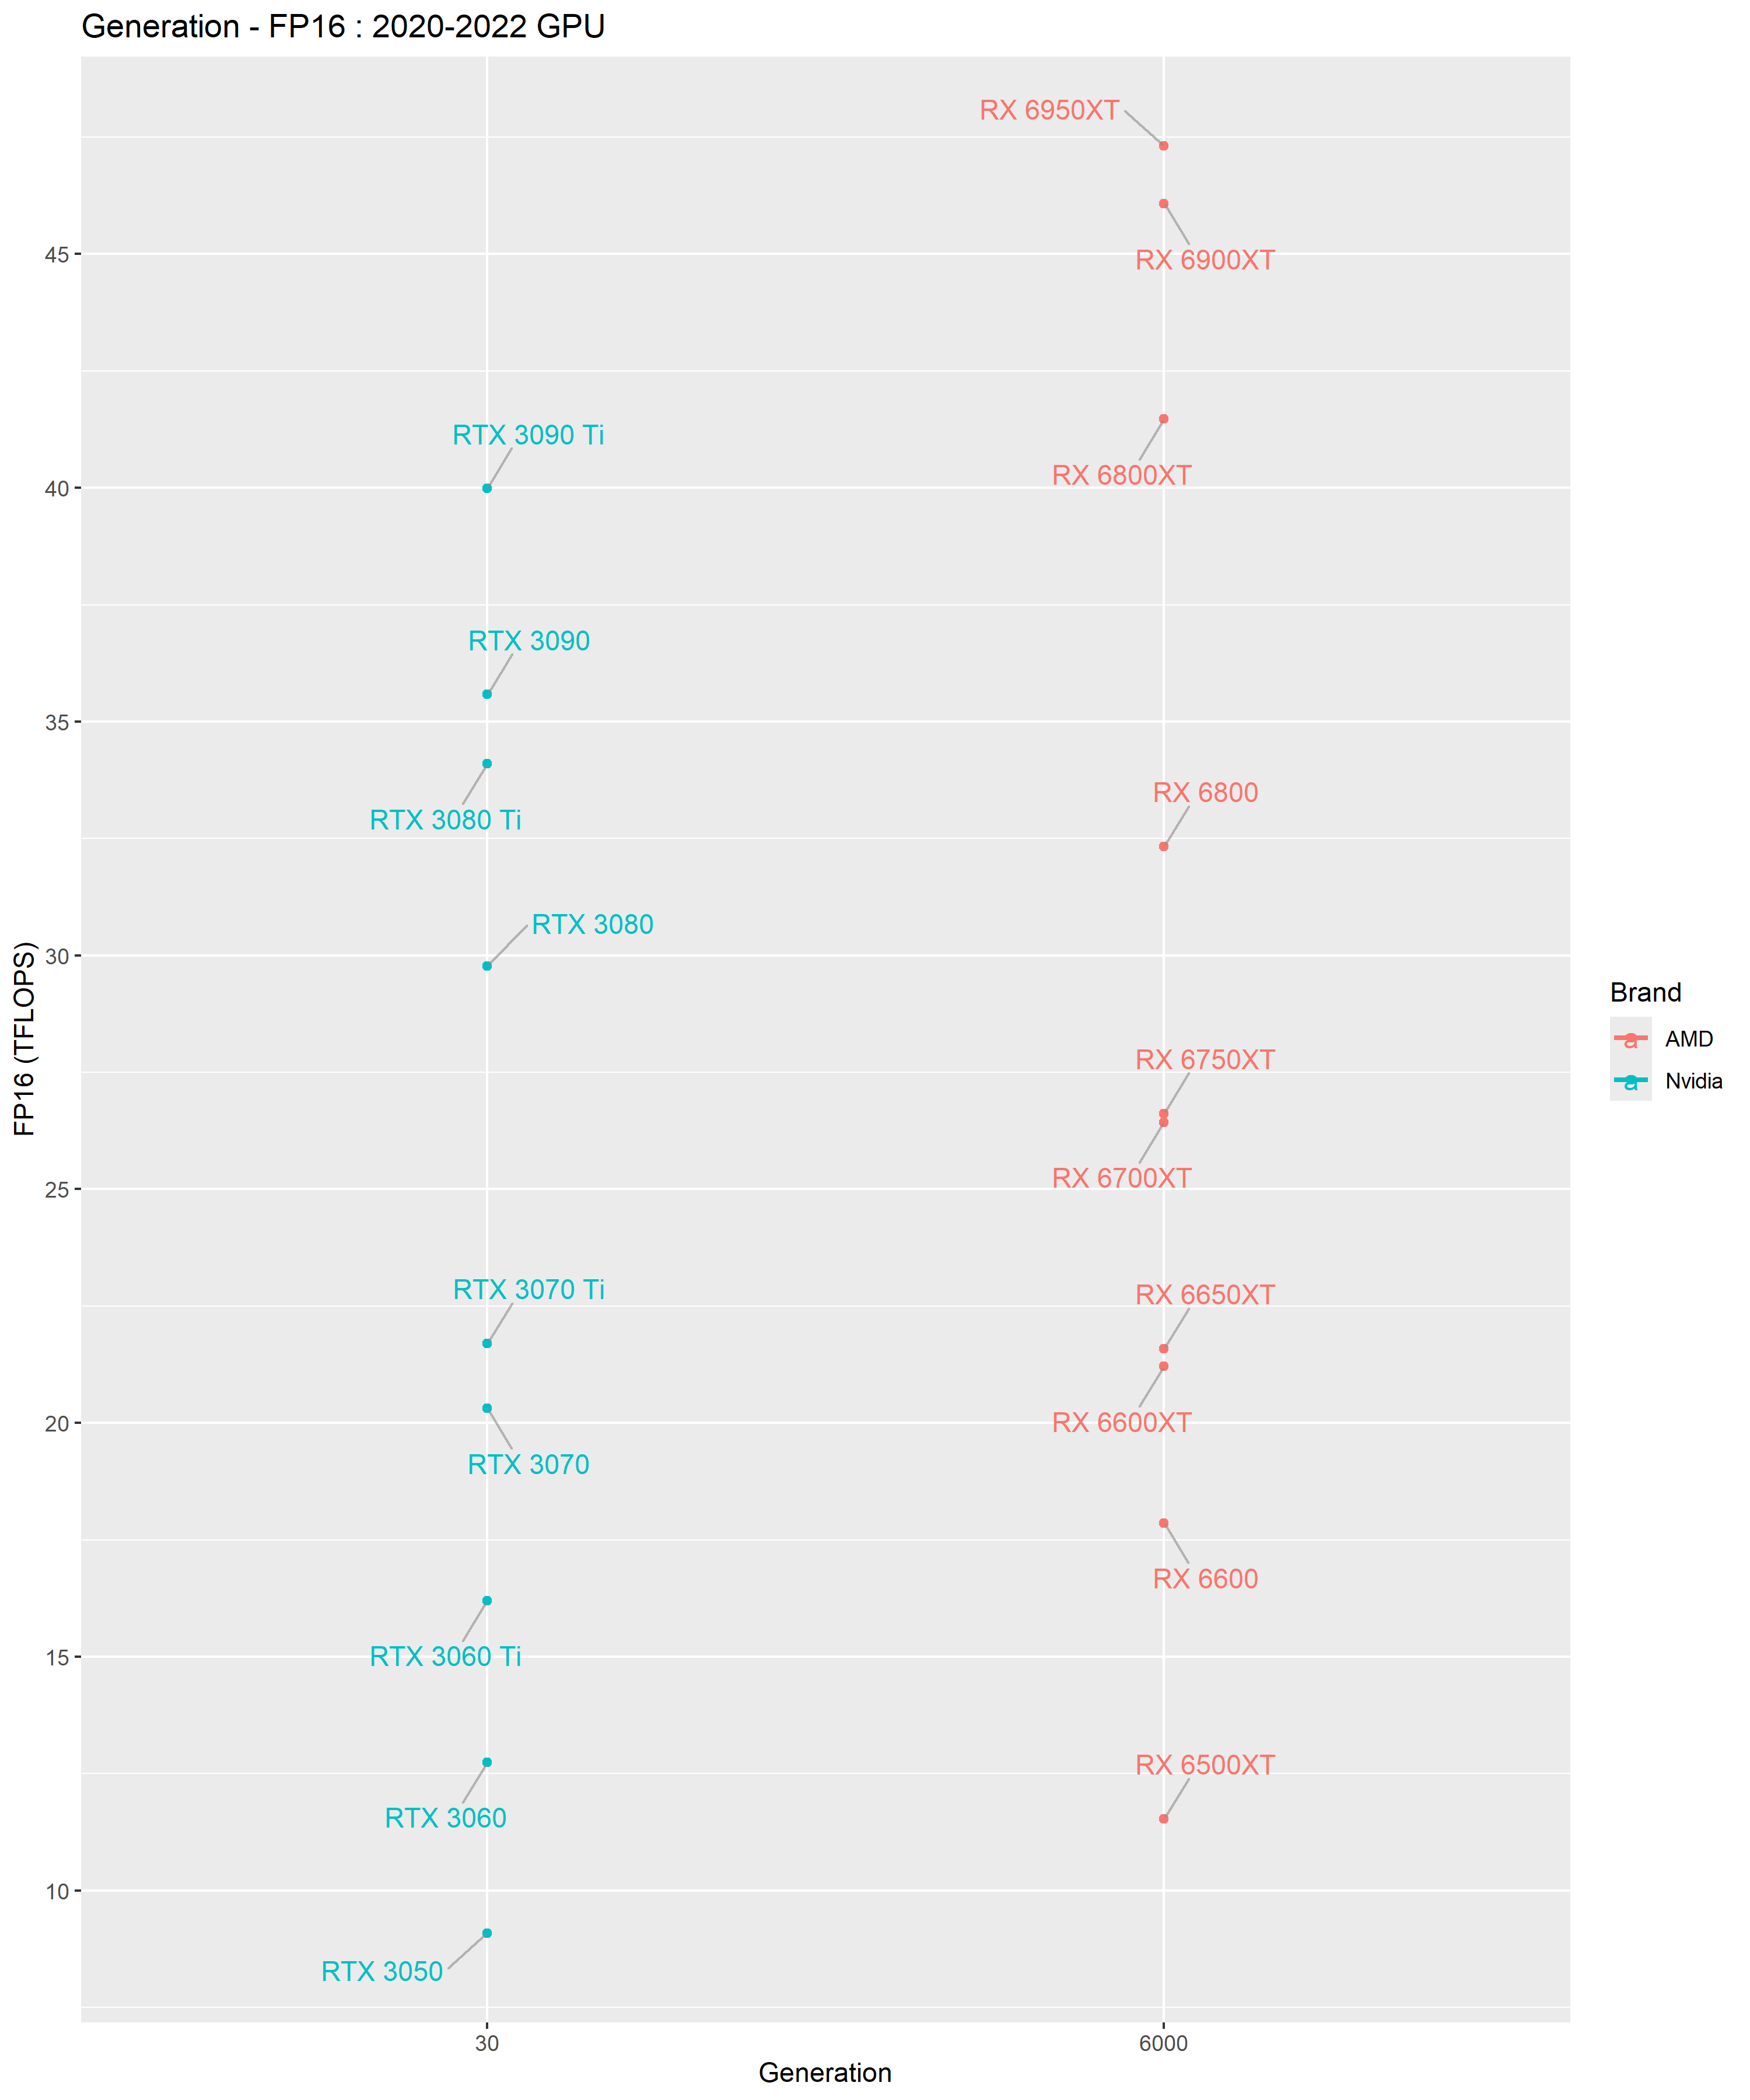 Generation - FP16 : 2020-2022 GPU
RX 6950XT
RX 6900XT
45
RTX 3090 Ti
RX 6800XT
40
RTX 3090
35
RX 6800
RTX 3080 Ti
RTX 3080
30
FP16 (TFLOPS)
Brand
a AMD
a Nvidia
RX 6750XT
RX 6700XT
25
RTX 3070 Ti
RX 6650XT
20
RX 6600XT
RTX 3070
RX 6600
15
RTX 3060 Ti
RX 6500XT
RTX 3060
10
RTX 3050
30
6000
Generation